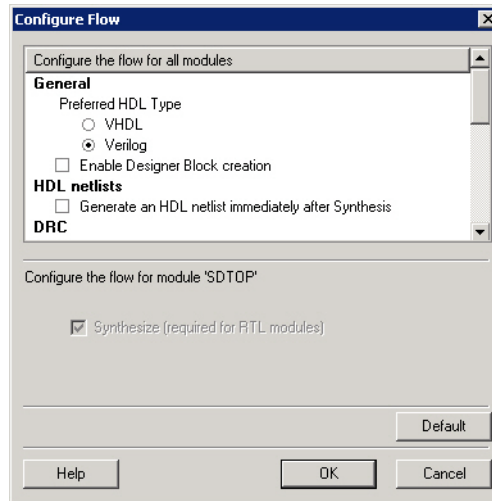 Configure Flow
Configure the flow for all modules
General
Preferred HDL Type
VHDL
Verilog
Enable Designer Block creation
HDL netlists
Generate an HDL netlist immediately after Synthesis
DRC
Configure the flow for module 'SDTOP'
Synthesize (required for RTL modules)
Default
Help OK Cancel